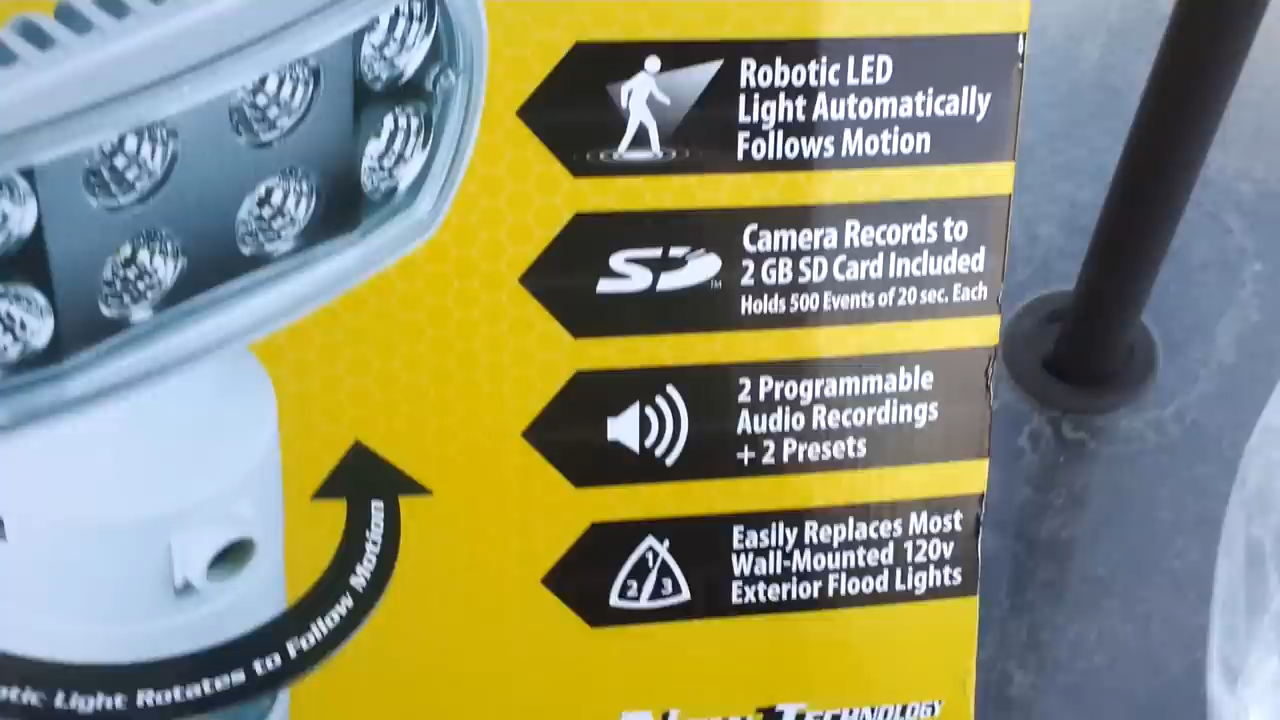 Robotic LED
Light Automatically
Follows Motion
SD™
Camera Records to
2 GB SD Card Included
Holds 500 Events of 20 sec. Each
2 Programmable
Audio Recordings
+ 2 Presets
1
2 3
Easily Replaces Most
Wall-Mounted 120v
Exterior Flood Lights
Light Rotates to Follow Motion
Technology